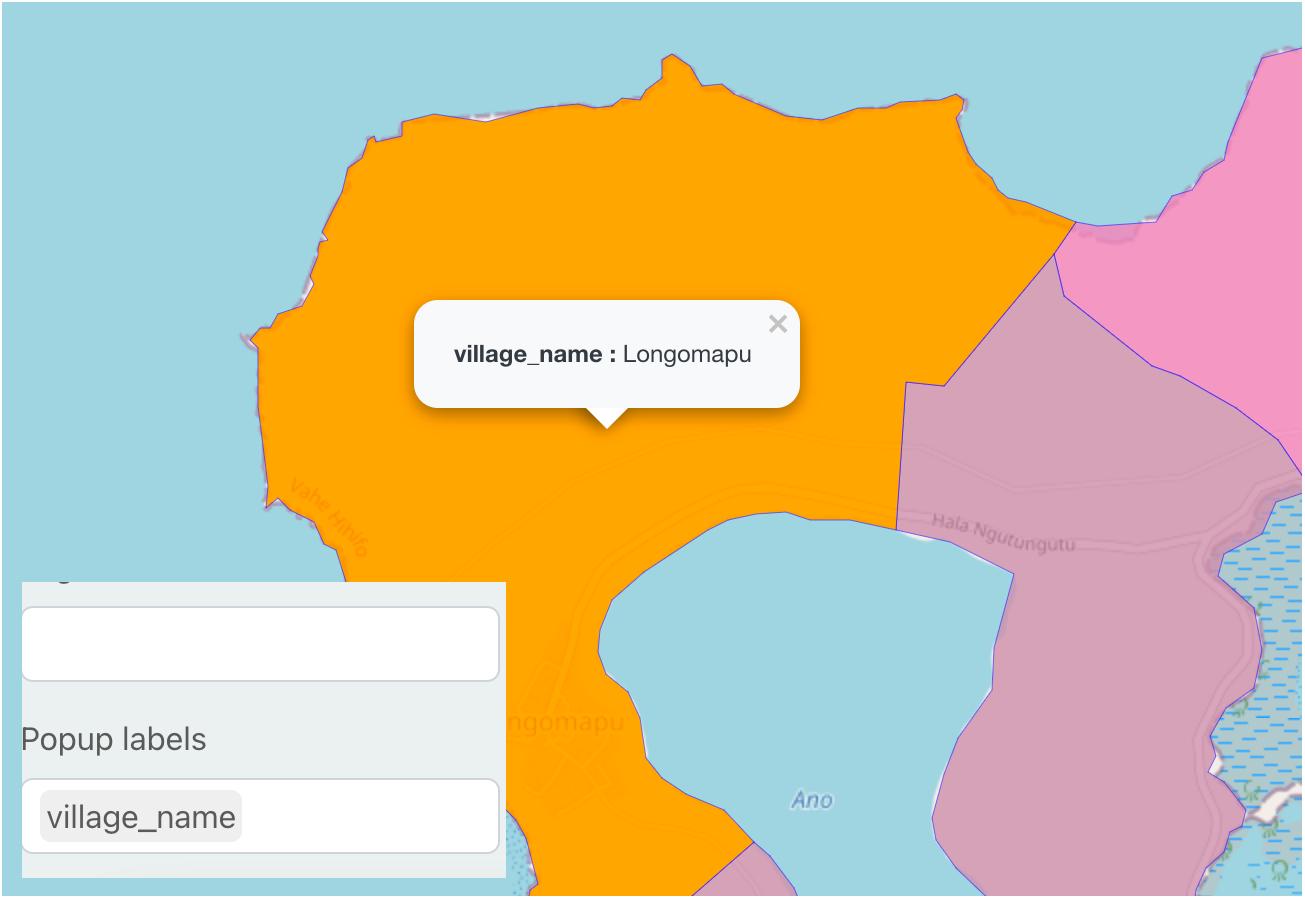 village_name : Longomapu
Vahe Hihifo
Hala Ngutungutu
ngomapu
Popup labels
Ano
village_name